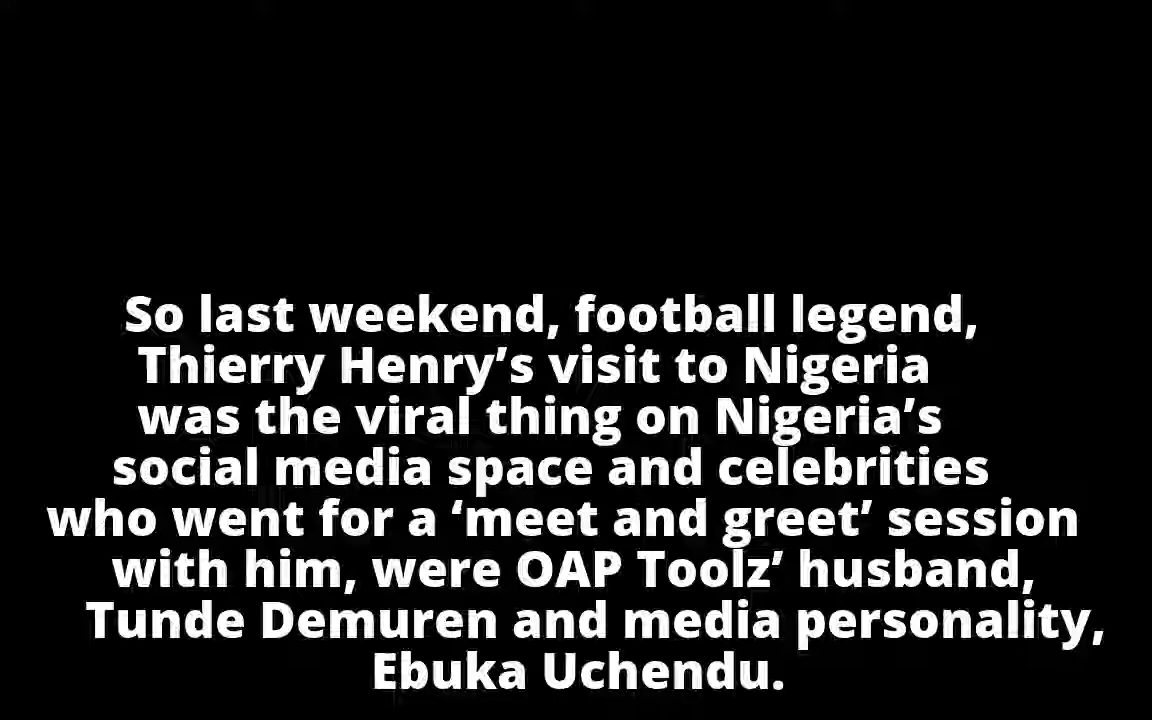 So last weekend, football legend,
Thierry Henry’s visit to Nigeria
was the viral thing on Nigeria’s
social media space and celebrities
who went for a ‘meet and greet’ session
with him, were OAP Toolz’ husband,
Tunde Demuren and media personality,
Ebuka Uchendu.